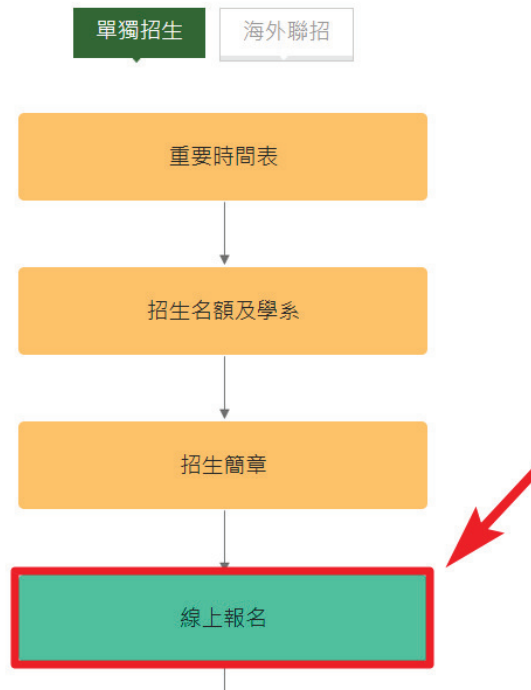 單獨招生
海外聯招
重要時間表
招生名額及學系
招生簡章
線上報名